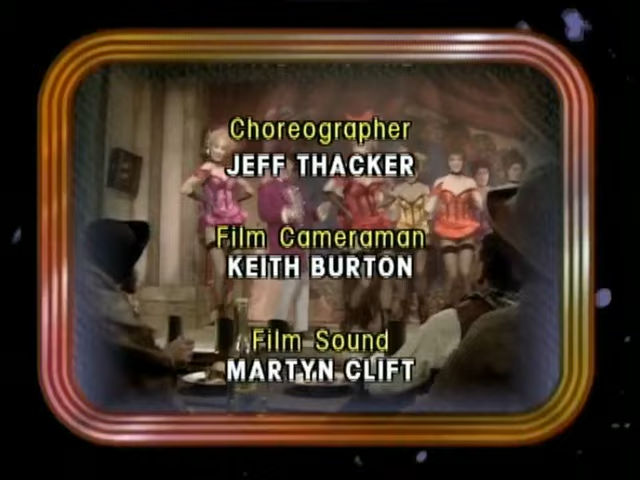 Choreographer
JEFF THACKER
Film Cameraman
KEITH BURTON
Film Sound
MARTYN CLIFT